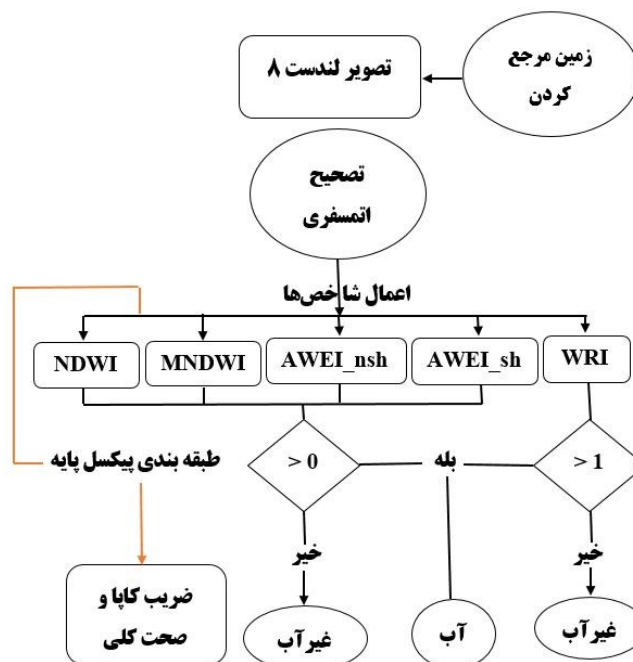 زمین مرجع
کردن
تصویر لندست ۸
تصحیح
اتمسفری
اعمال شاخص‌ها
NDWI
MNDWI
AWEI_nsh
AWEI_sh
WRI
طبقه بندی پیکسل پایه
> 0
بله
> 1
خیر
خیر
ضریب کاپا و
صحت کلی
غیرآب
آب
غیرآب